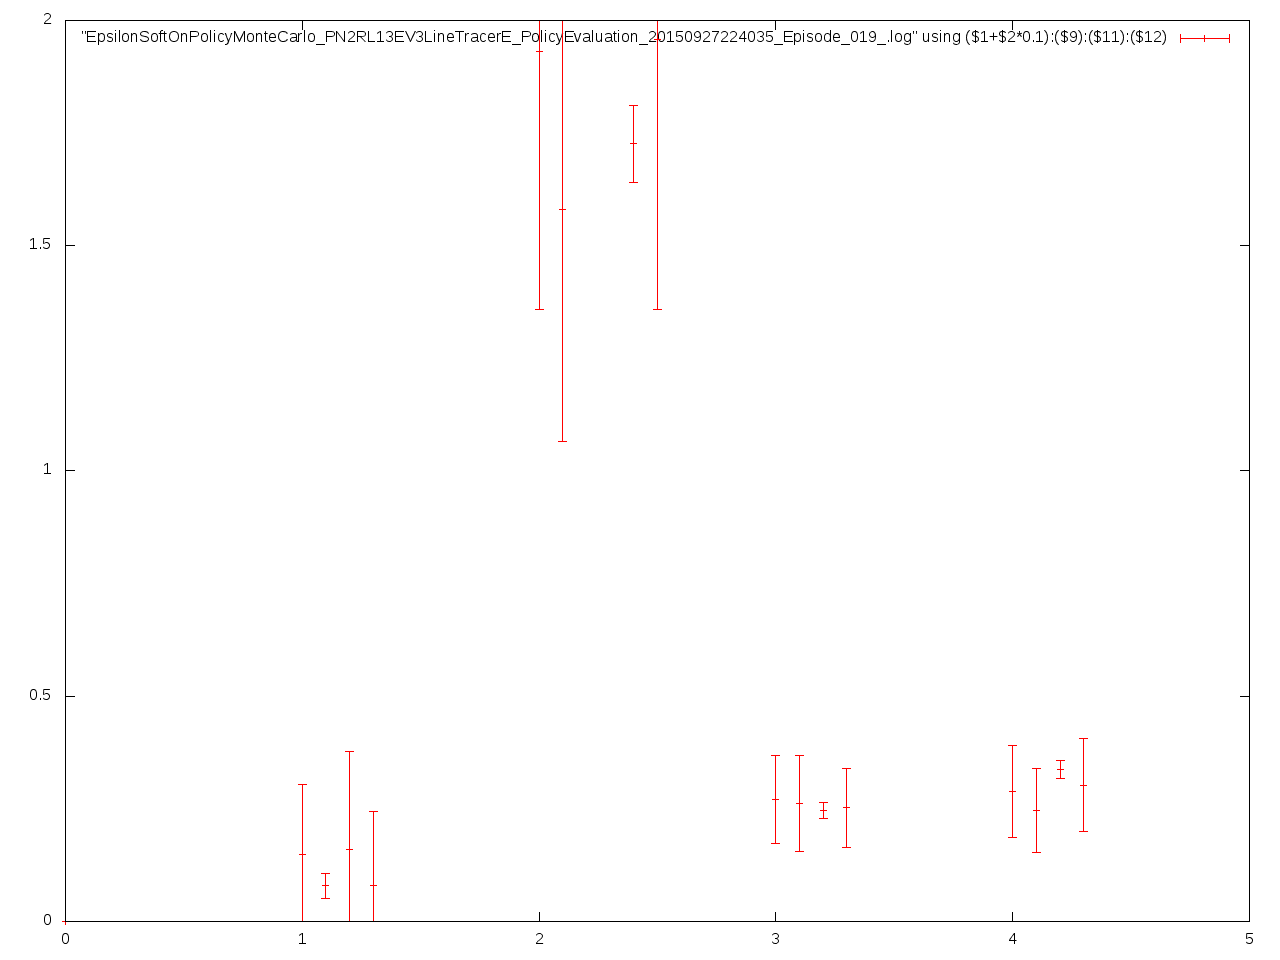 2
"EpsilonSoftOnPolicyMonteCarlo_PN2RL13EV3LineTracerE_PolicyEvaluation_20150927224035_Episode_019_.log" using ($1+$2*0.1):($9):($11):($12)
1.5
1
0.5
0
0 1 2 3 4 5